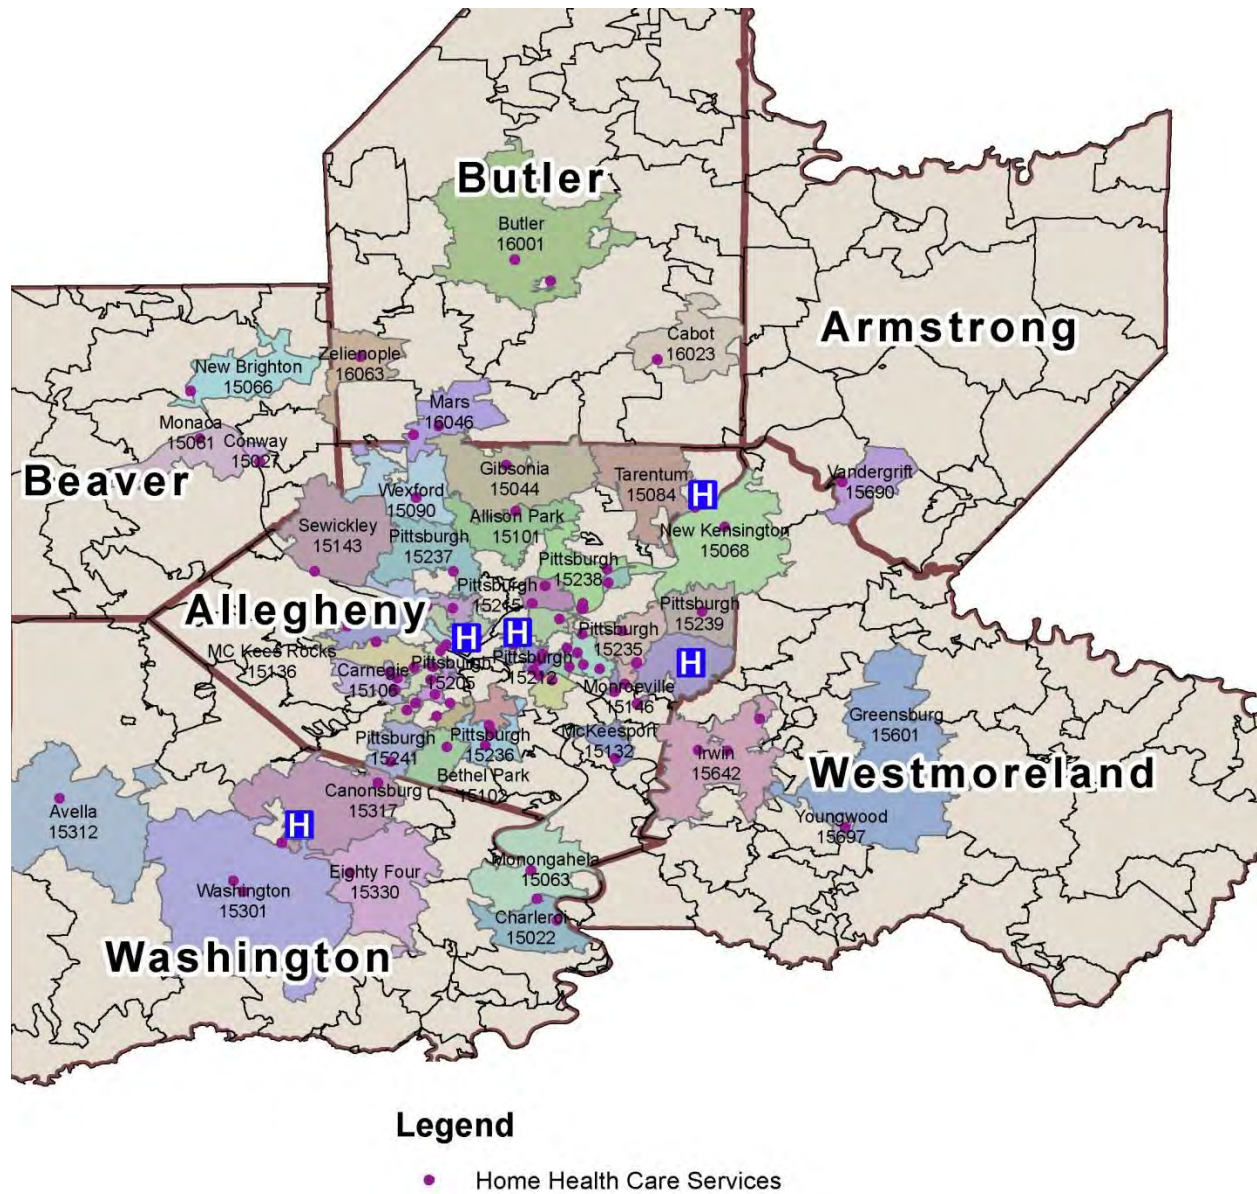 Butler
Butler
16001
Armstrong
Cabot
16023
Zelienople
16063
New Brighton
15066
Mars
16046
Monaca
15061
Conway
15027
Beaver
Gibsonia
15044
Tarentum
15084
Vandergrift
15690
H
Wexford
15090
Sewickley
15143
Allison Park
15101
New Kensington
15068
Pittsburgh
15237
Pittsburgh
15238
Pittsburgh
15215
Allegheny
Pittsburgh
15239
H
H
Pittsburgh
15235
MC Kees Rocks
15136
Carnegie
15106
Pittsburgh
15205
Pittsburgh
15212
H
Monroeville
15146
Greensburg
15601
Pittsburgh
15241
Pittsburgh
15236
McKeesport
15132
Irwin
15642
Westmoreland
Bethel Park
15102
Canonsburg
15317
Avella
15312
Youngwood
15697
H
Monongahela
15063
Eighty Four
15330
Washington
15301
Charleroi
15022
Washington
Legend
Home Health Care Services